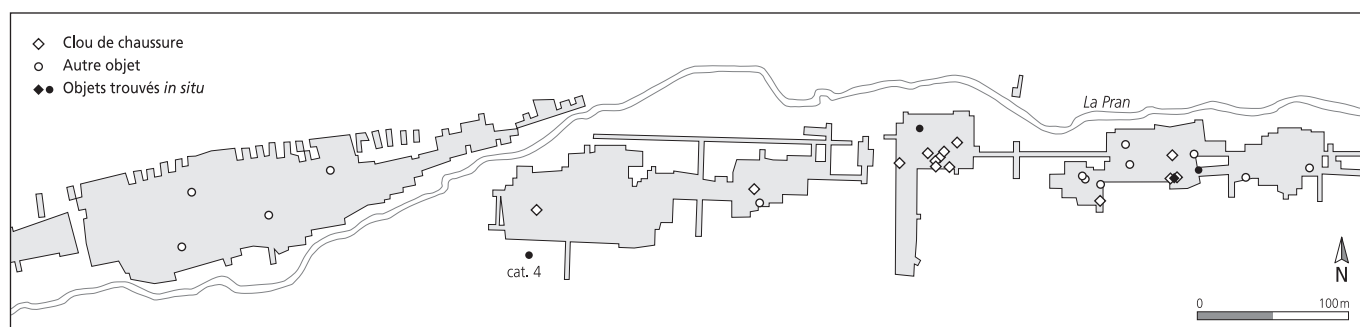 Clou de chaussure
Autre objet
Objets trouvés in situ
La Pran
cat. 4
N
0 100 m